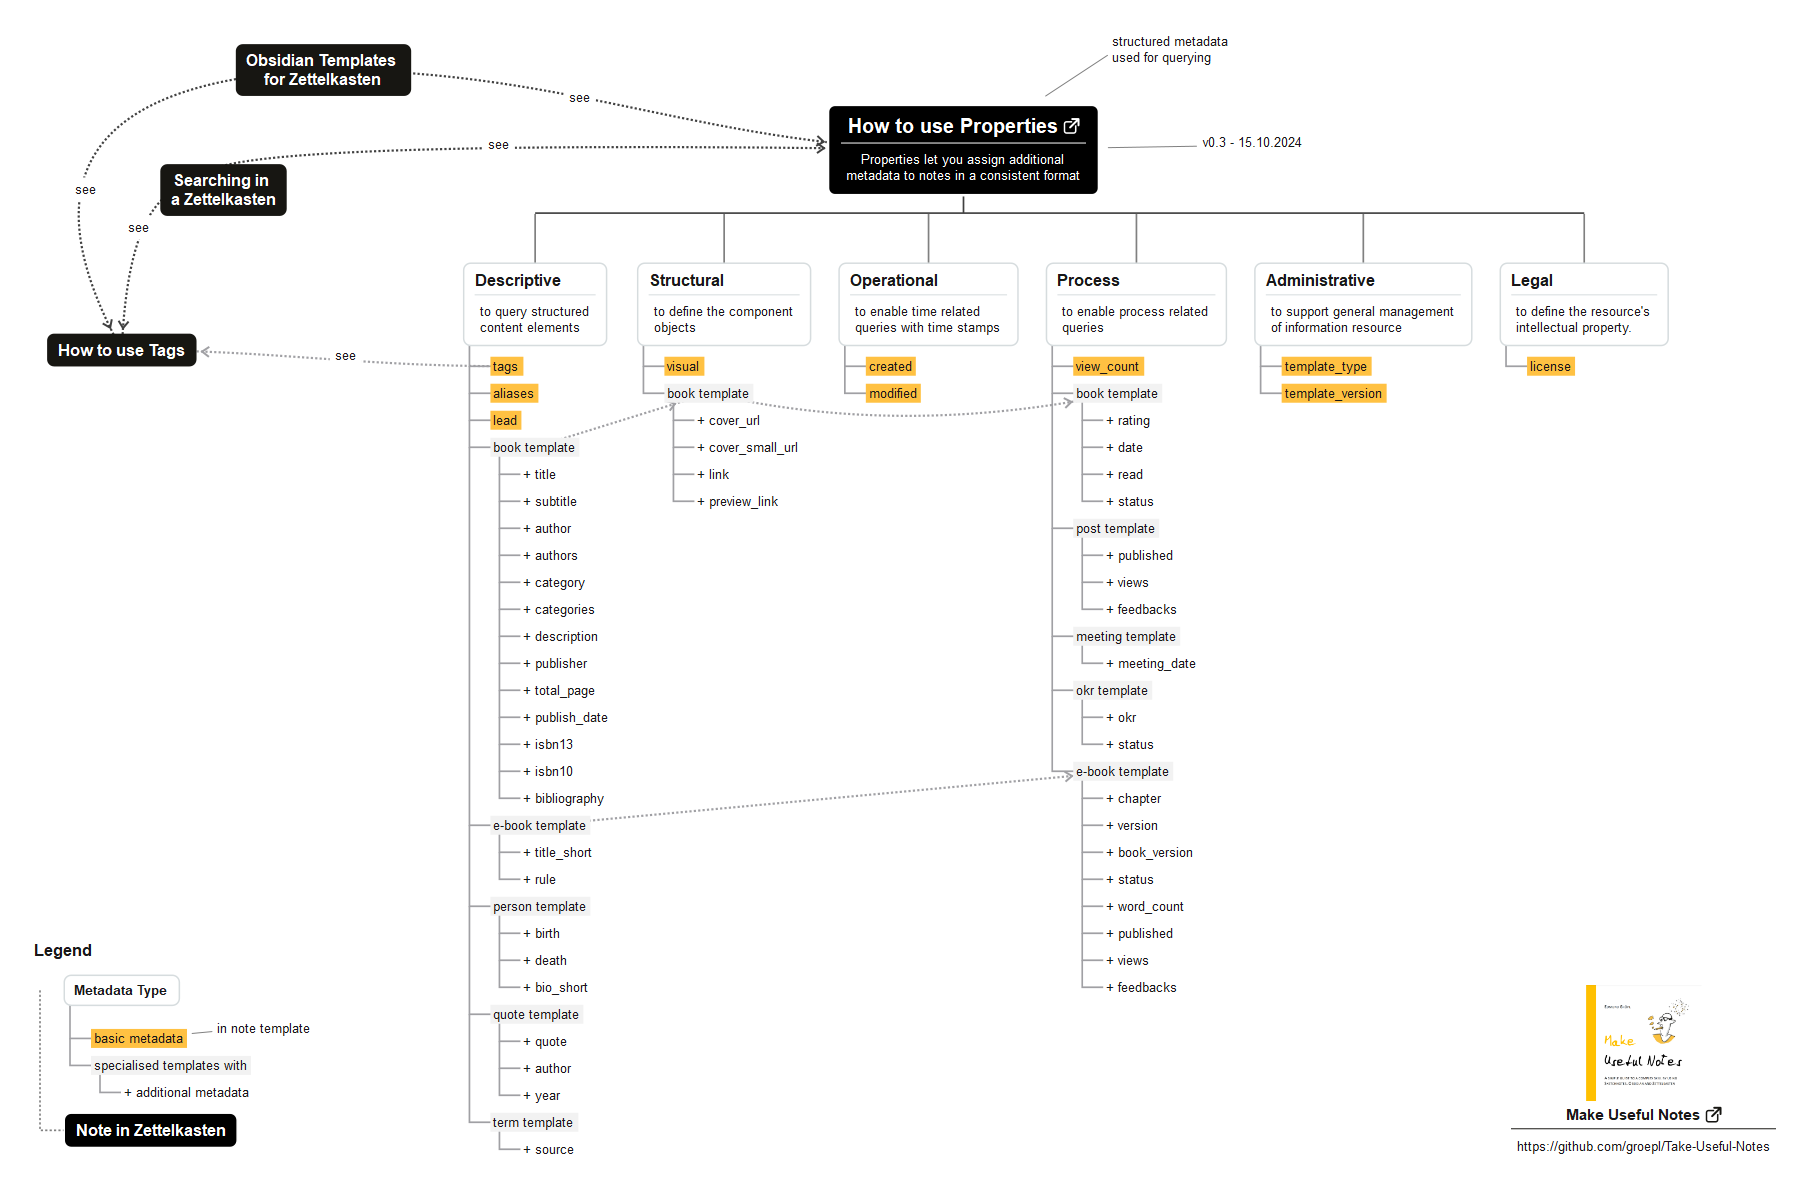 structured metadata
used for querying
Obsidian Templates
for Zettelkasten
see
How to use Properties
Properties let you assign additional
metadata to notes in a consistent format
v0.3 - 15.10.2024
see
Searching in
a Zettelkasten
see
see
How to use Tags
see
Descriptive
to query structured
content elements
tags
aliases
lead
book template
+ title
+ subtitle
+ author
+ authors
+ category
+ categories
+ description
+ publisher
+ total_page
+ publish_date
+ isbn13
+ isbn10
+ bibliography
e-book template
+ title_short
+ rule
person template
+ birth
+ death
+ bio_short
quote template
+ quote
+ author
+ year
term template
+ source
Structural
to define the component
objects
visual
book template
+ cover_url
+ cover_small_url
+ link
+ preview_link
Operational
to enable time related
queries with time stamps
created
modified
Process
to enable process related
queries
view_count
book template
+ rating
+ date
+ read
+ status
post template
+ published
+ views
+ feedbacks
meeting template
+ meeting_date
okr template
+ okr
+ status
e-book template
+ chapter
+ version
+ book_version
+ status
+ word_count
+ published
+ views
+ feedbacks
Administrative
to support general management
of information resource
template_type
template_version
Legal
to define the resource's
intellectual property.
license
Legend
Metadata Type
basic metadata
in note template
specialised templates with
+ additional metadata
Note in Zettelkasten
Make
Useful Notes
Make Useful Notes
https://github.com/groepl/Take-Useful-Notes